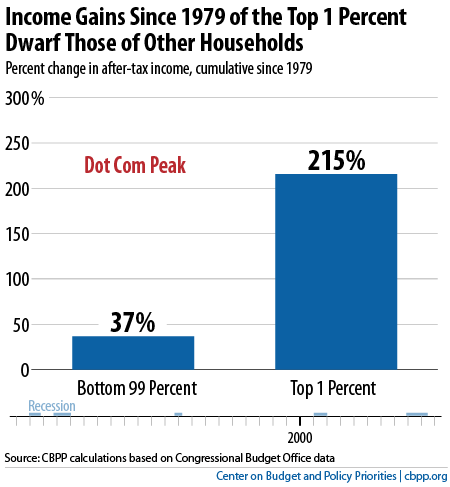 Income Gains Since 1979 of the Top 1 Percent
Dwarf Those of Other Households
Percent change in after-tax income, cumulative since 1979
300%
250
Dot Com Peak
215%
200
150
100
50
37%
0
Bottom 99 Percent
Top 1 Percent
Recession
2000
Source: CBPP calculations based on Congressional Budget Office data
Center on Budget and Policy Priorities | cbpp.org